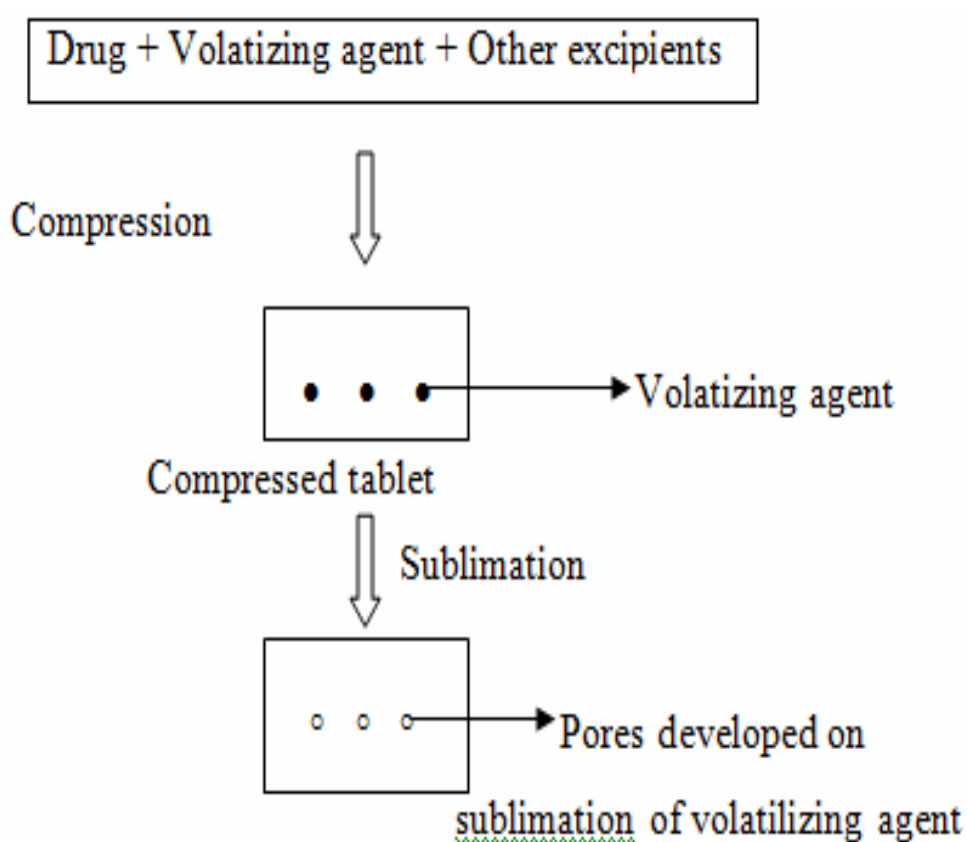 Drug + Volatizing agent + Other excipients
Compression
Volatizing agent
Compressed tablet
Sublimation
Pores developed on
sublimation of volatilizing agent